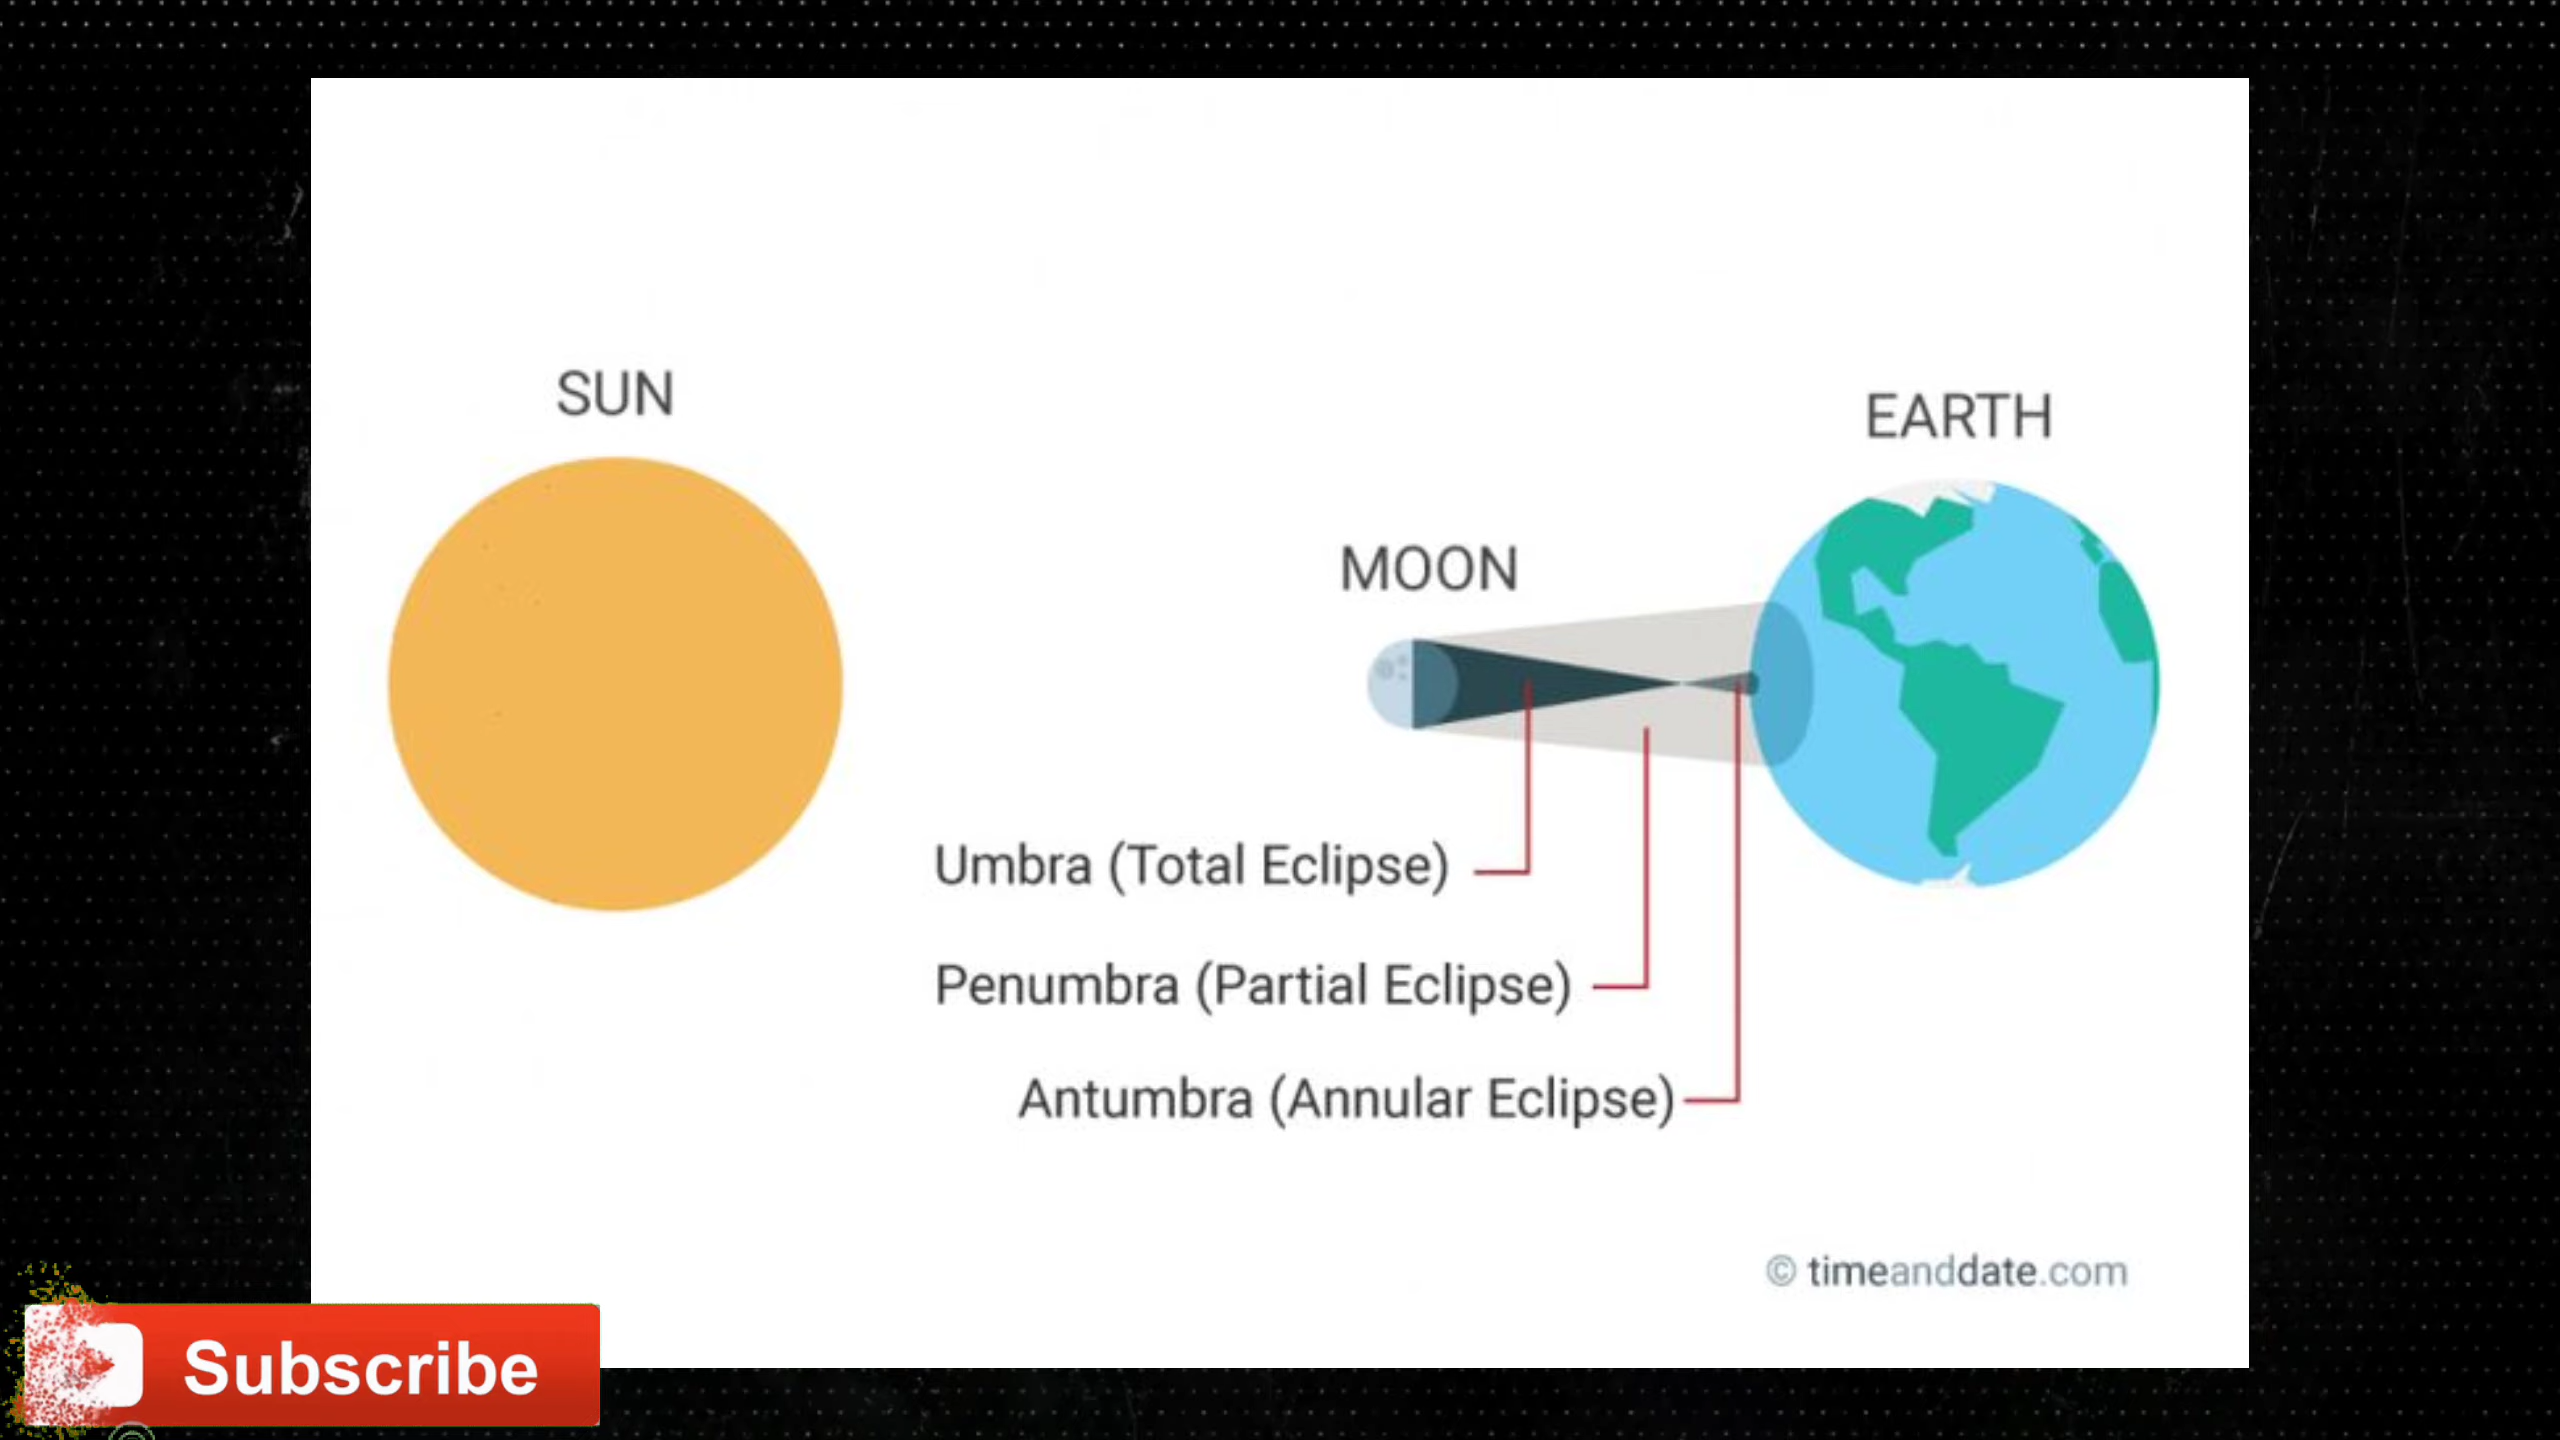 SUN
EARTH
MOON
Umbra (Total Eclipse)
Penumbra (Partial Eclipse)
Antumbra (Annular Eclipse)
© timeanddate.com
Subscribe